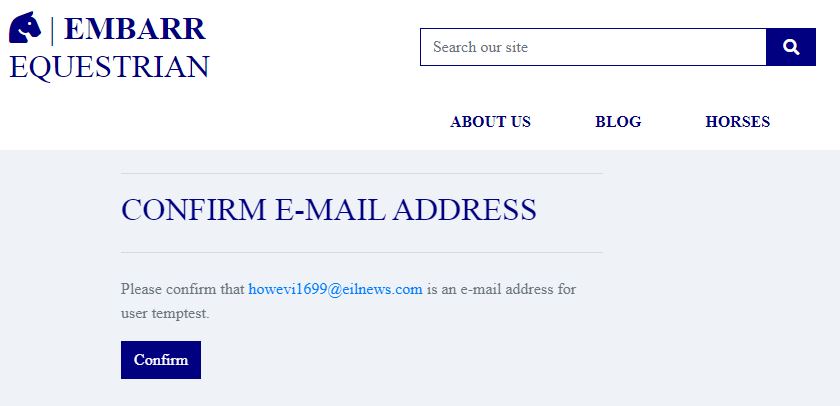 | EMBARR
EQUESTRIAN
Search our site
ABOUT US BLOG HORSES
CONFIRM E-MAIL ADDRESS
Please confirm that howevi1699@eilnews.com is an e-mail address for
user temptest.
Confirm